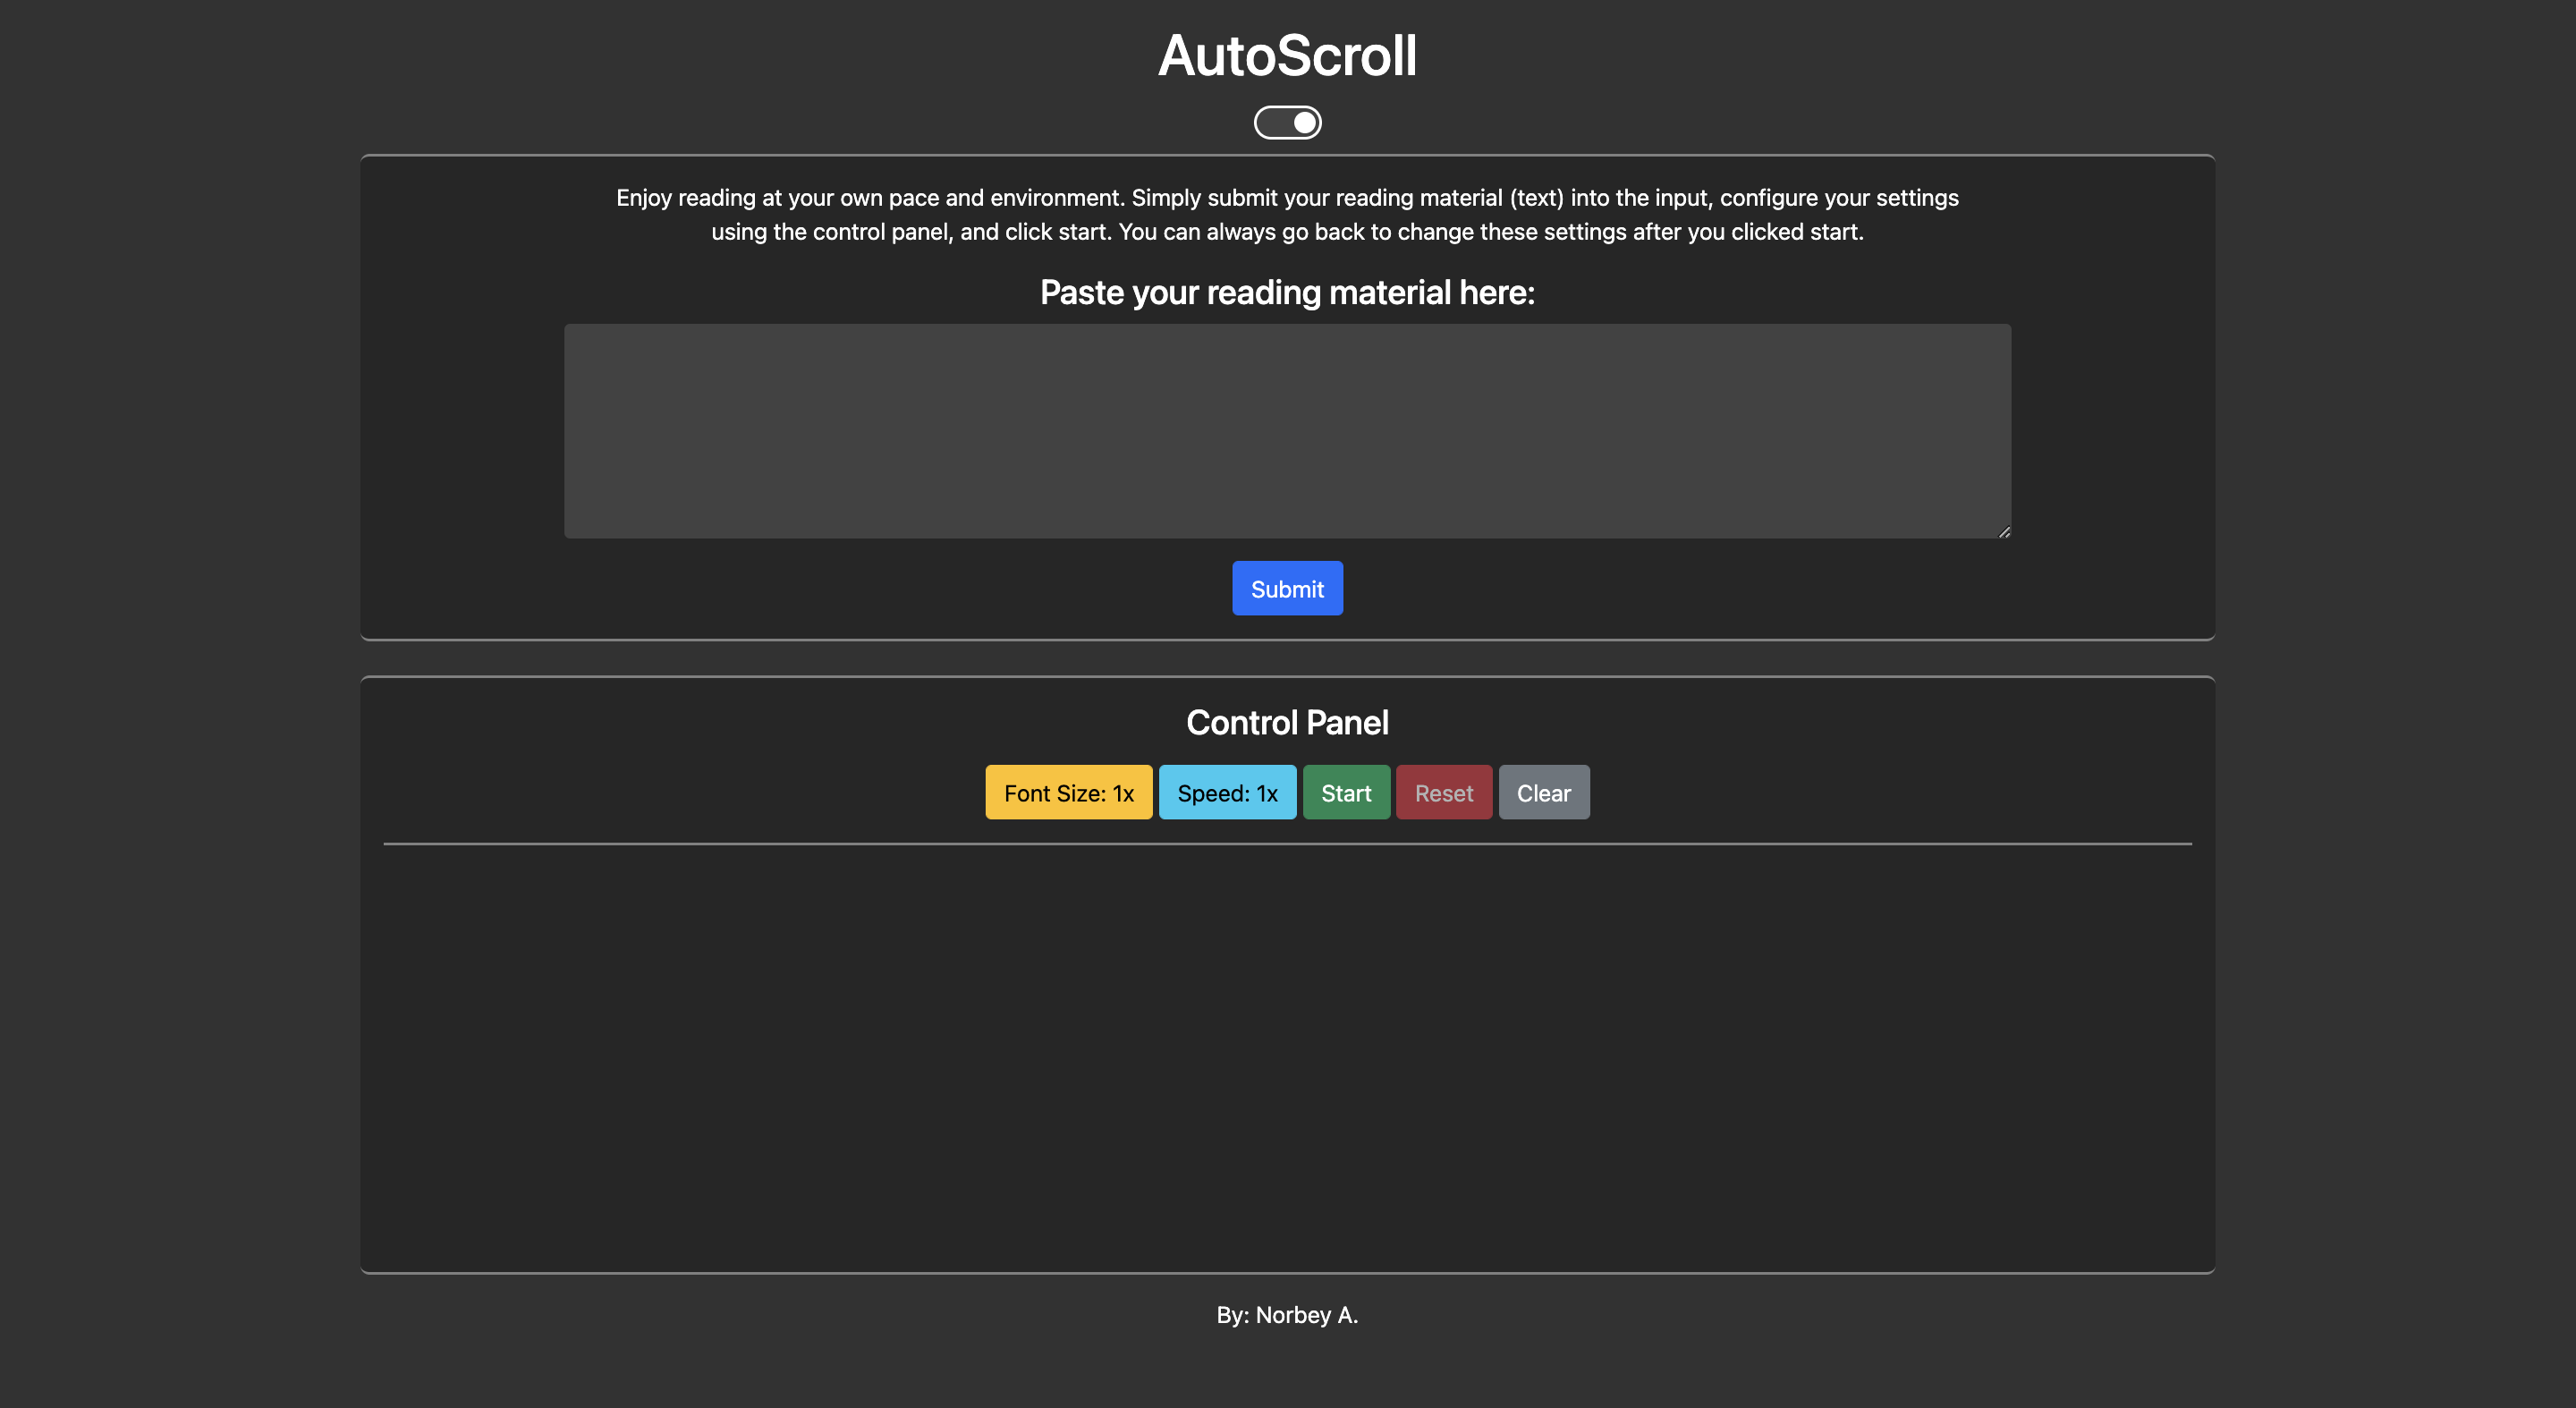 AutoScroll
Enjoy reading at your own pace and environment. Simply submit your reading material (text) into the input, configure your settings
using the control panel, and click start. You can always go back to change these settings after you clicked start.
Paste your reading material here:
Submit
Control Panel
Font Size: 1x Speed: 1x Start Reset Clear
By: Norbey A.